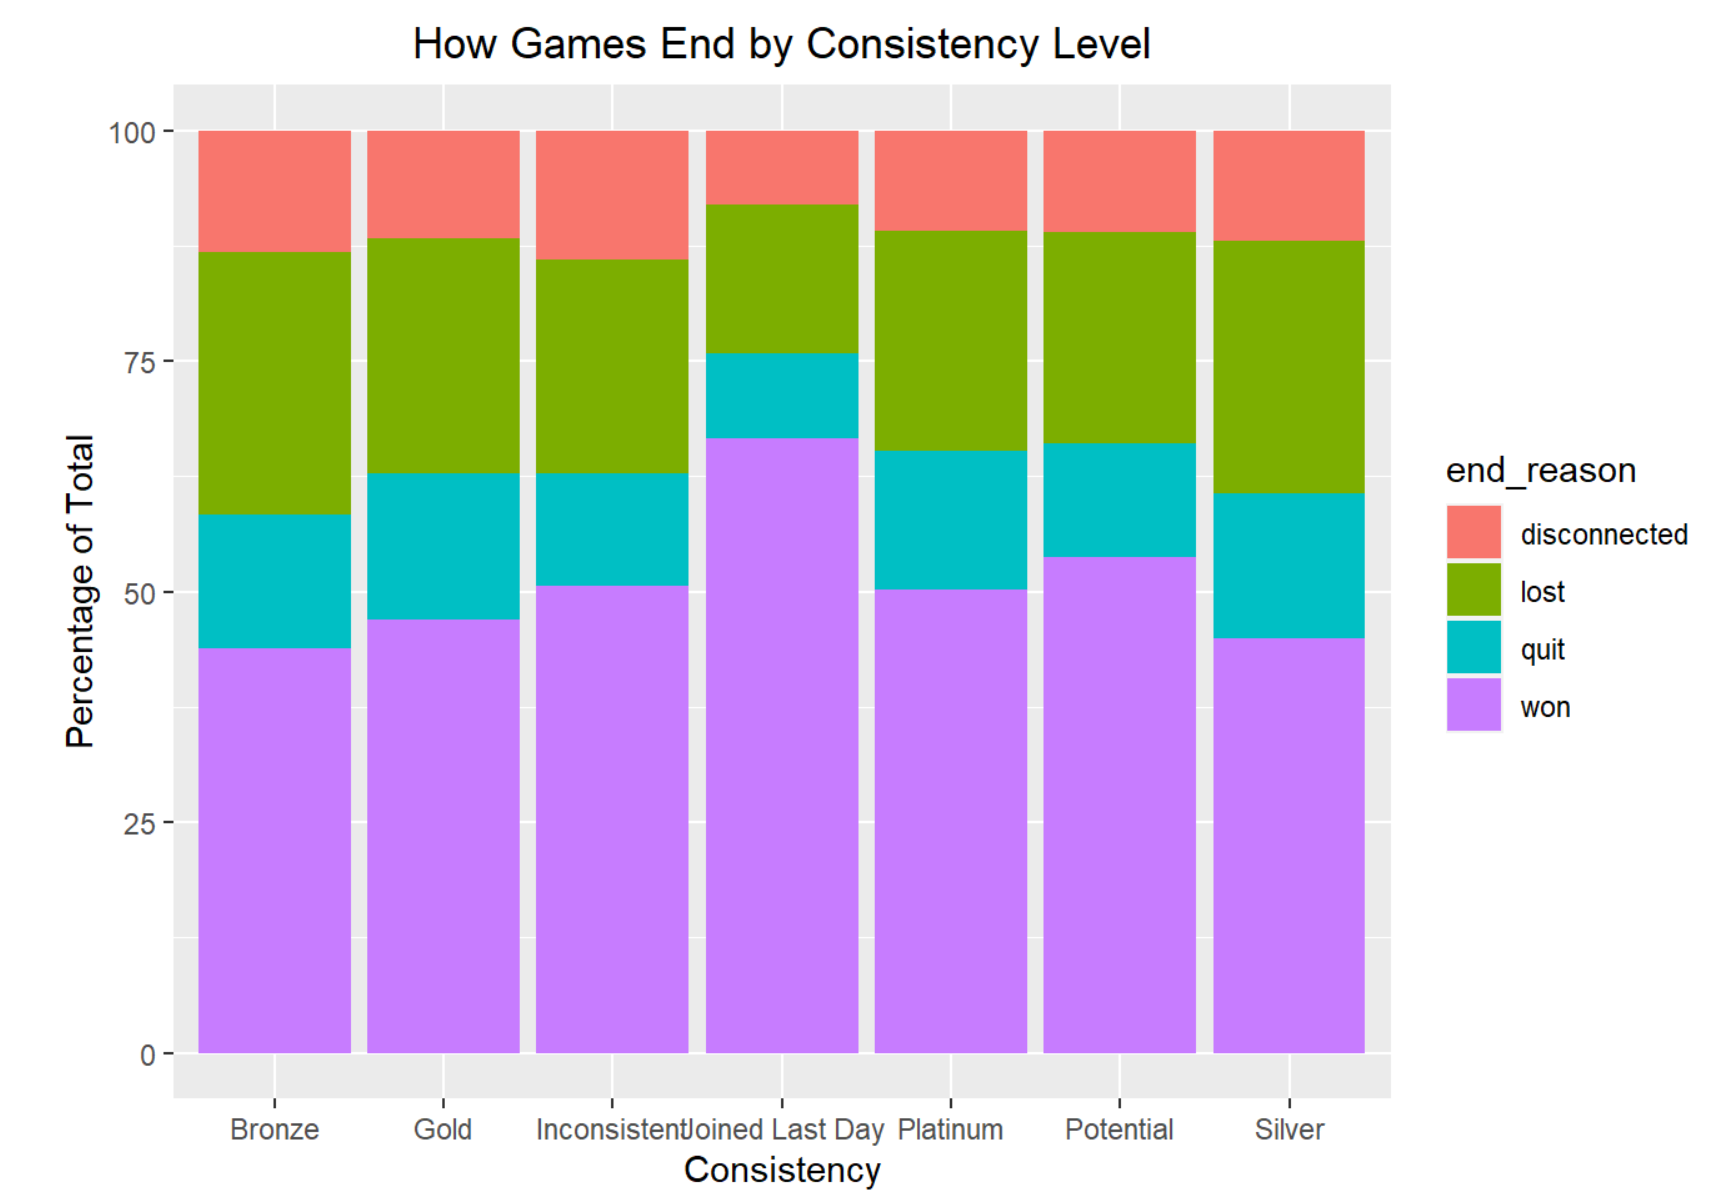 How Games End by Consistency Level
Percentage of Total
100
75
50
25
0
Bronze
Gold
Inconsistent
Joined Last Day
Platinum
Potential
Silver
Consistency
end_reason
disconnected
lost
quit
won